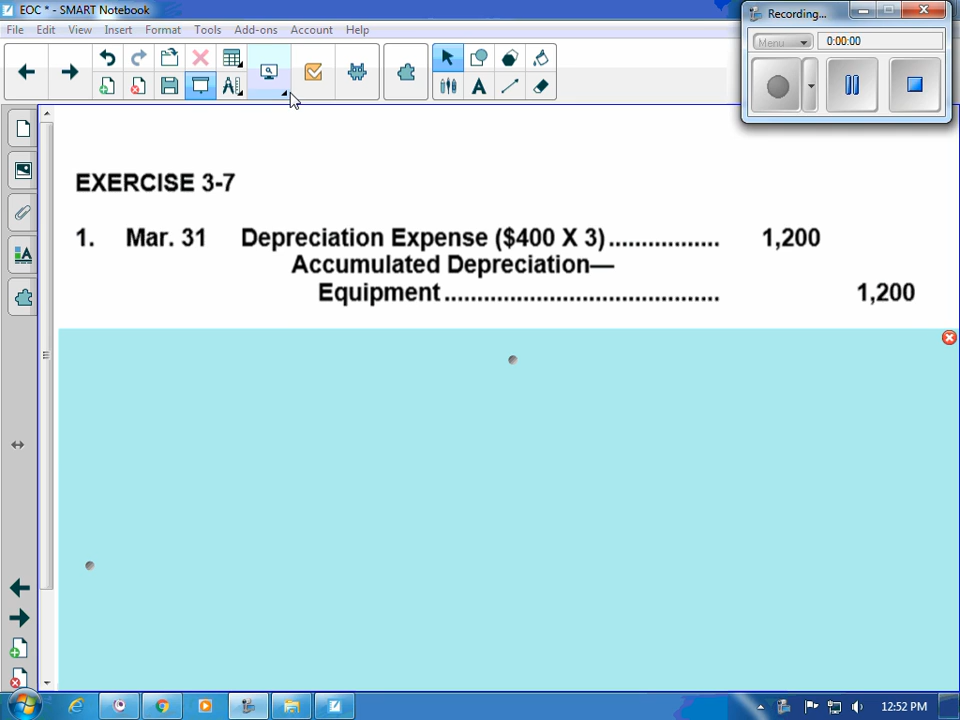 EOC * - SMART Notebook
File Edit View Insert Format Tools Add-ons Account Help
Recording...
Menu 0:00:00
EXERCISE 3-7
1. Mar. 31 Depreciation Expense ($400 X 3)................. 1,200
Accumulated Depreciation—
Equipment.......................................... 1,200
12:52 PM